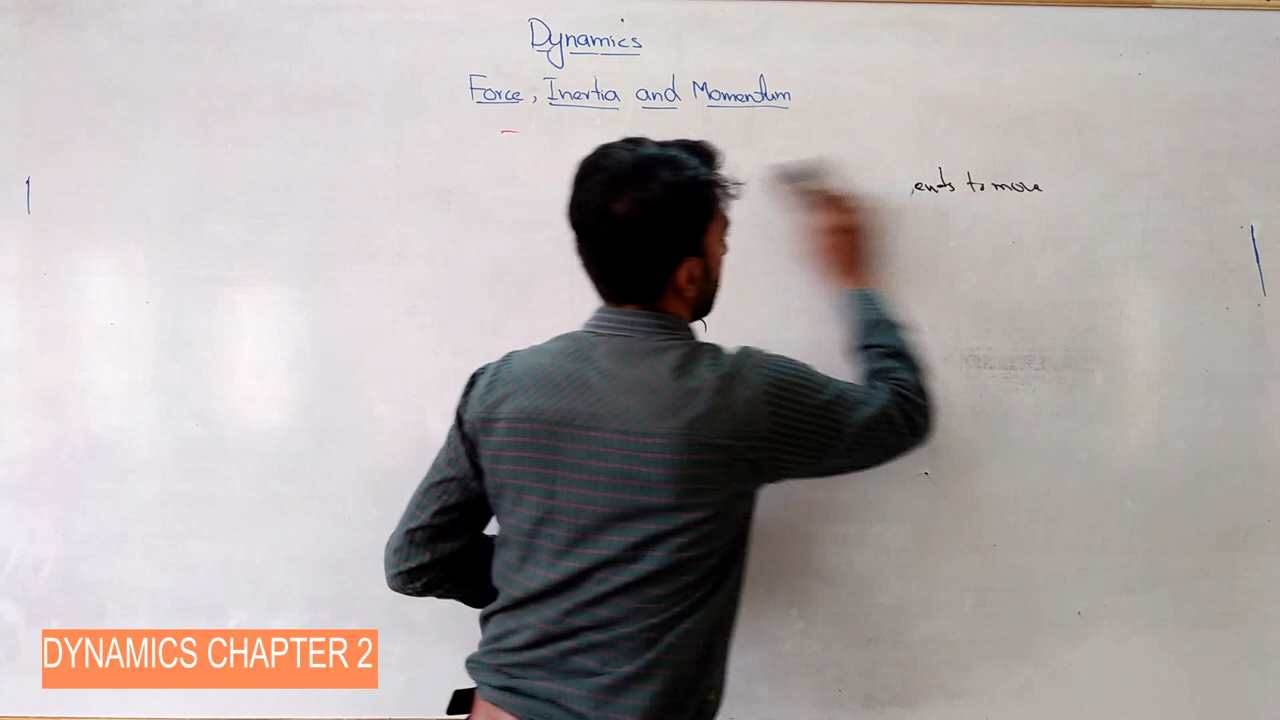 Dynamics
Force, Inertia and Momentum
ends to move
DYNAMICS CHAPTER 2